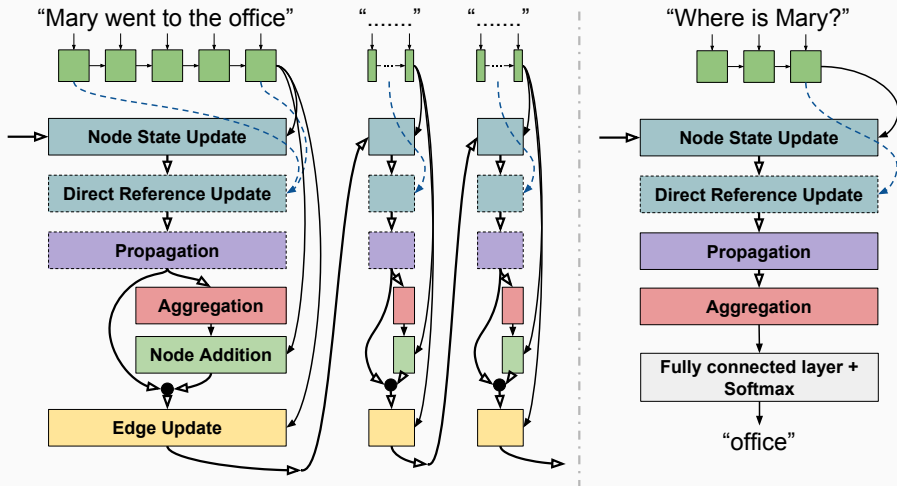 “Mary went to the office”
“.......”
“.......”
“Where is Mary?”
Node State Update
Direct Reference Update
Propagation
Aggregation
Node Addition
Edge Update
Node State Update
Direct Reference Update
Propagation
Aggregation
Fully connected layer +
Softmax
“office”